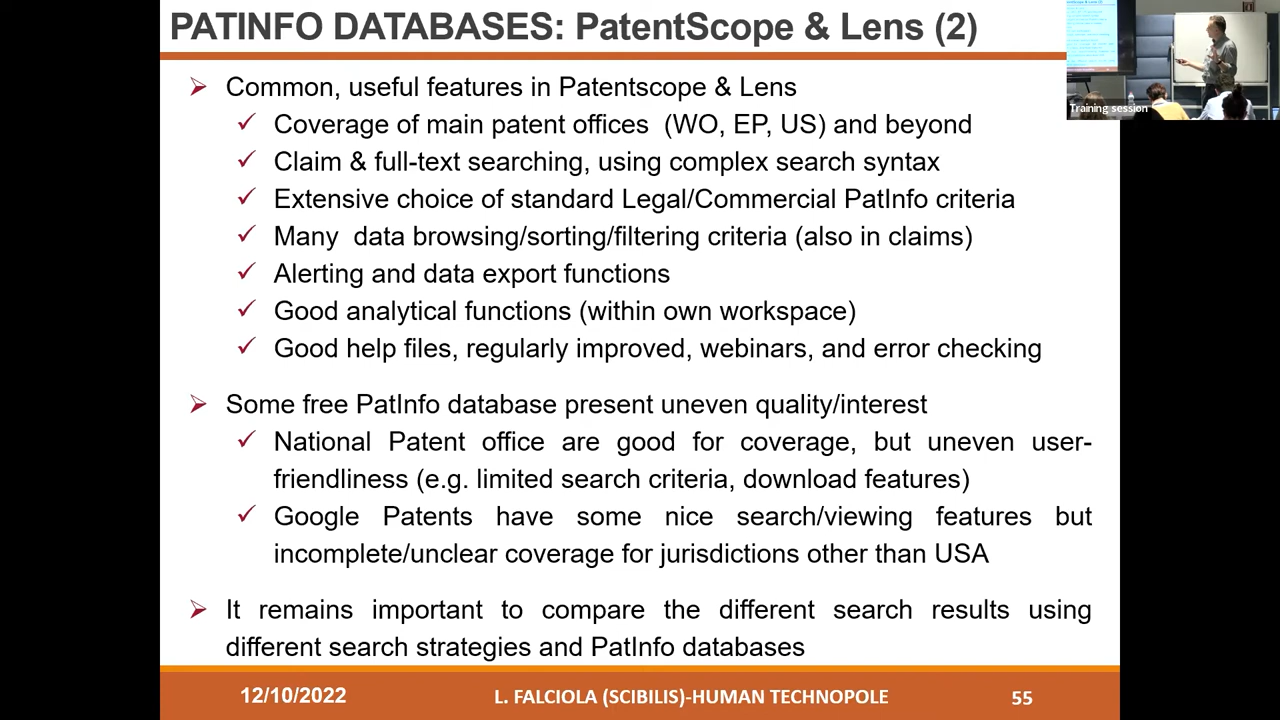 PATINFO DATABASES: PatentScope & Lens (2)
Common, useful features in Patentscope & Lens
Coverage of main patent offices (WO, EP, US) and beyond
Claim & full-text searching, using complex search syntax
Extensive choice of standard Legal/Commercial PatInfo criteria
Many data browsing/sorting/filtering criteria (also in claims)
Alerting and data export functions
Good analytical functions (within own workspace)
Good help files, regularly improved, webinars, and error checking
Some free PatInfo database present uneven quality/interest
National Patent office are good for coverage, but uneven user-
friendliness (e.g. limited search criteria, download features)
Google Patents have some nice search/viewing features but
incomplete/unclear coverage for jurisdictions other than USA
It remains important to compare the different search results using
different search strategies and PatInfo databases
12/10/2022
L. FALCIOLA (SCIBILIS)-HUMAN TECHNOPOLE
55
Training session